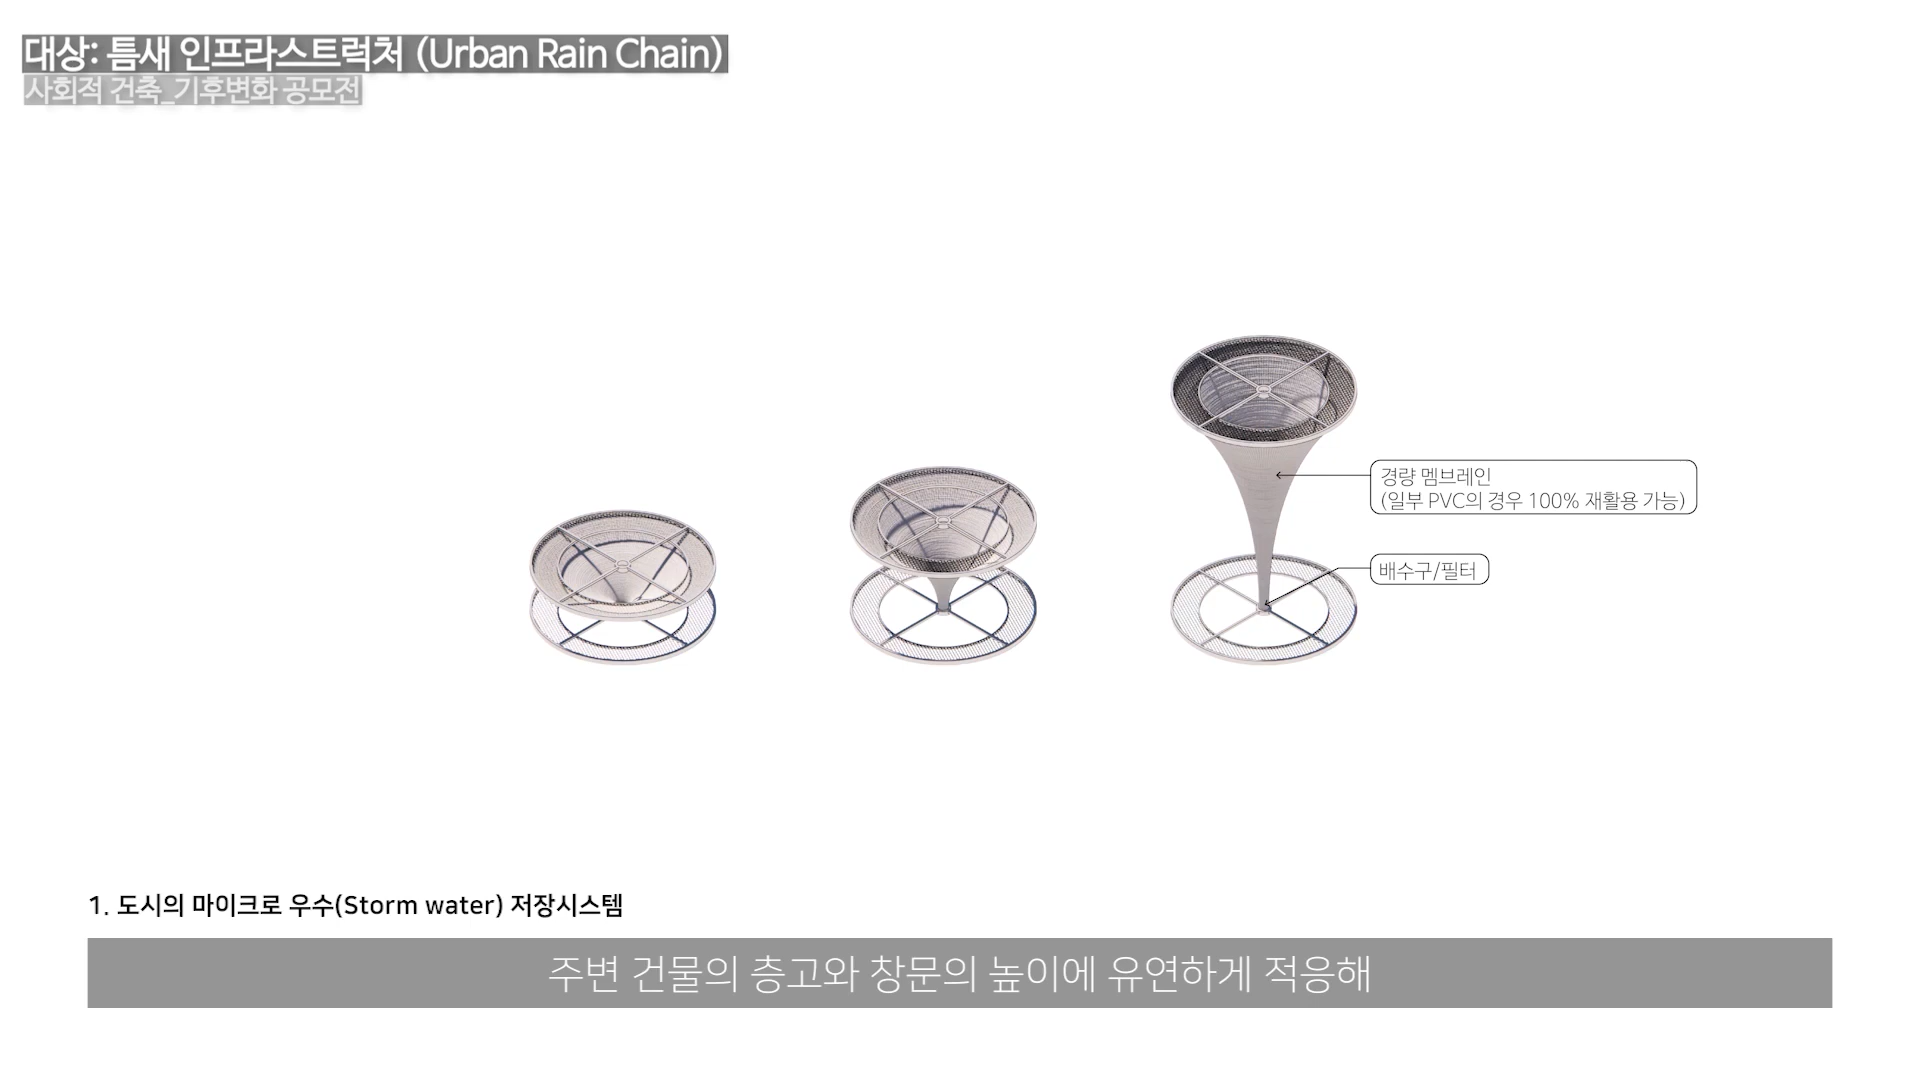 대상: 틈새 인프라스트럭처 (Urban Rain Chain)
사회적 건축_기후변화 공모전
경량 멤브레인
(일부 PVC의 경우 100% 재활용 가능)
배수구/필터
1. 도시의 마이크로 우수(Storm water) 저장시스템
주변 건물의 층고와 창문의 높이에 유연하게 적응해